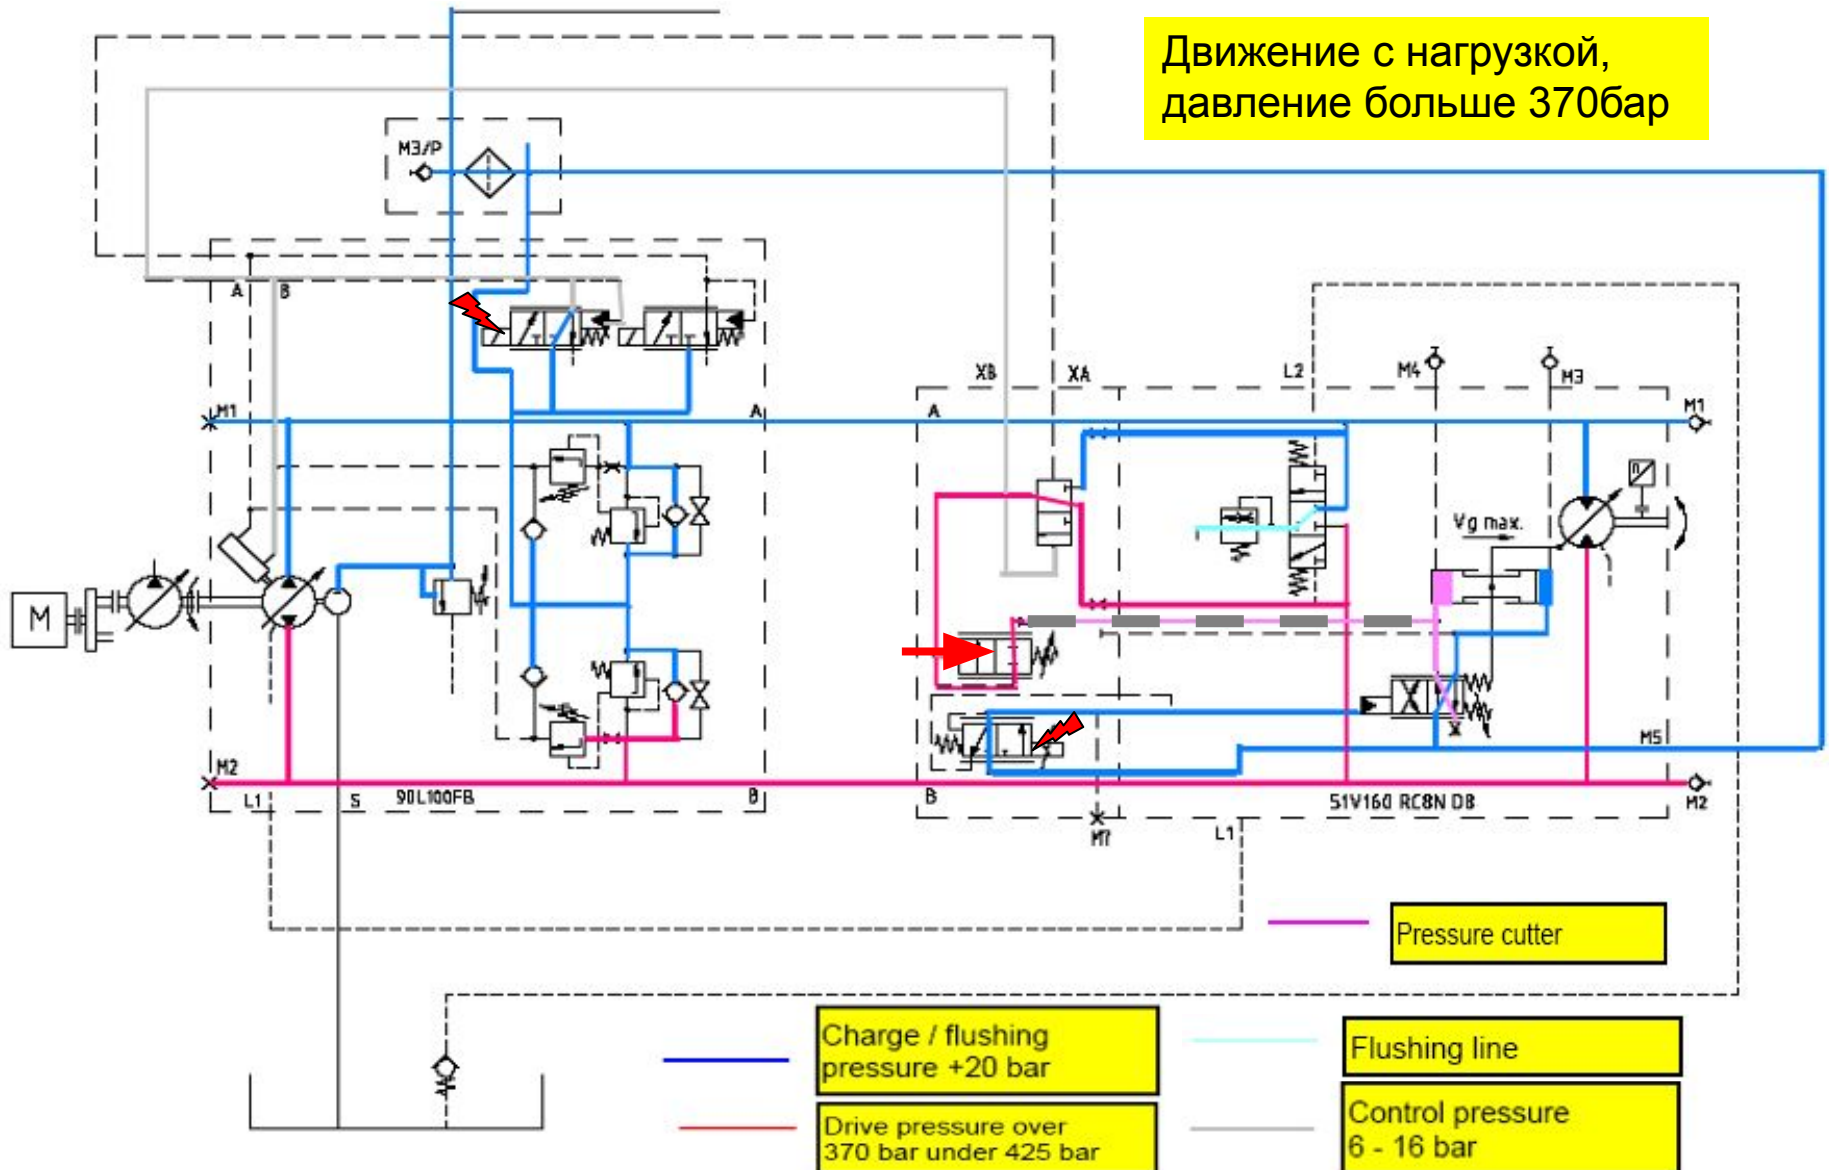 Движение с нагрузкой,
давление больше 370бар
M3/P
A
B
XB
XA
L2
M4
M3
M1
A
A
M1
n
Vg max.
M
M2
L1
S
90L100FB
B
B
M5
51V160 RC8N D8
M2
M7
L1
Pressure cutter
Charge / flushing
pressure +20 bar
Flushing line
Drive pressure over
370 bar under 425 bar
Control pressure
6 - 16 bar